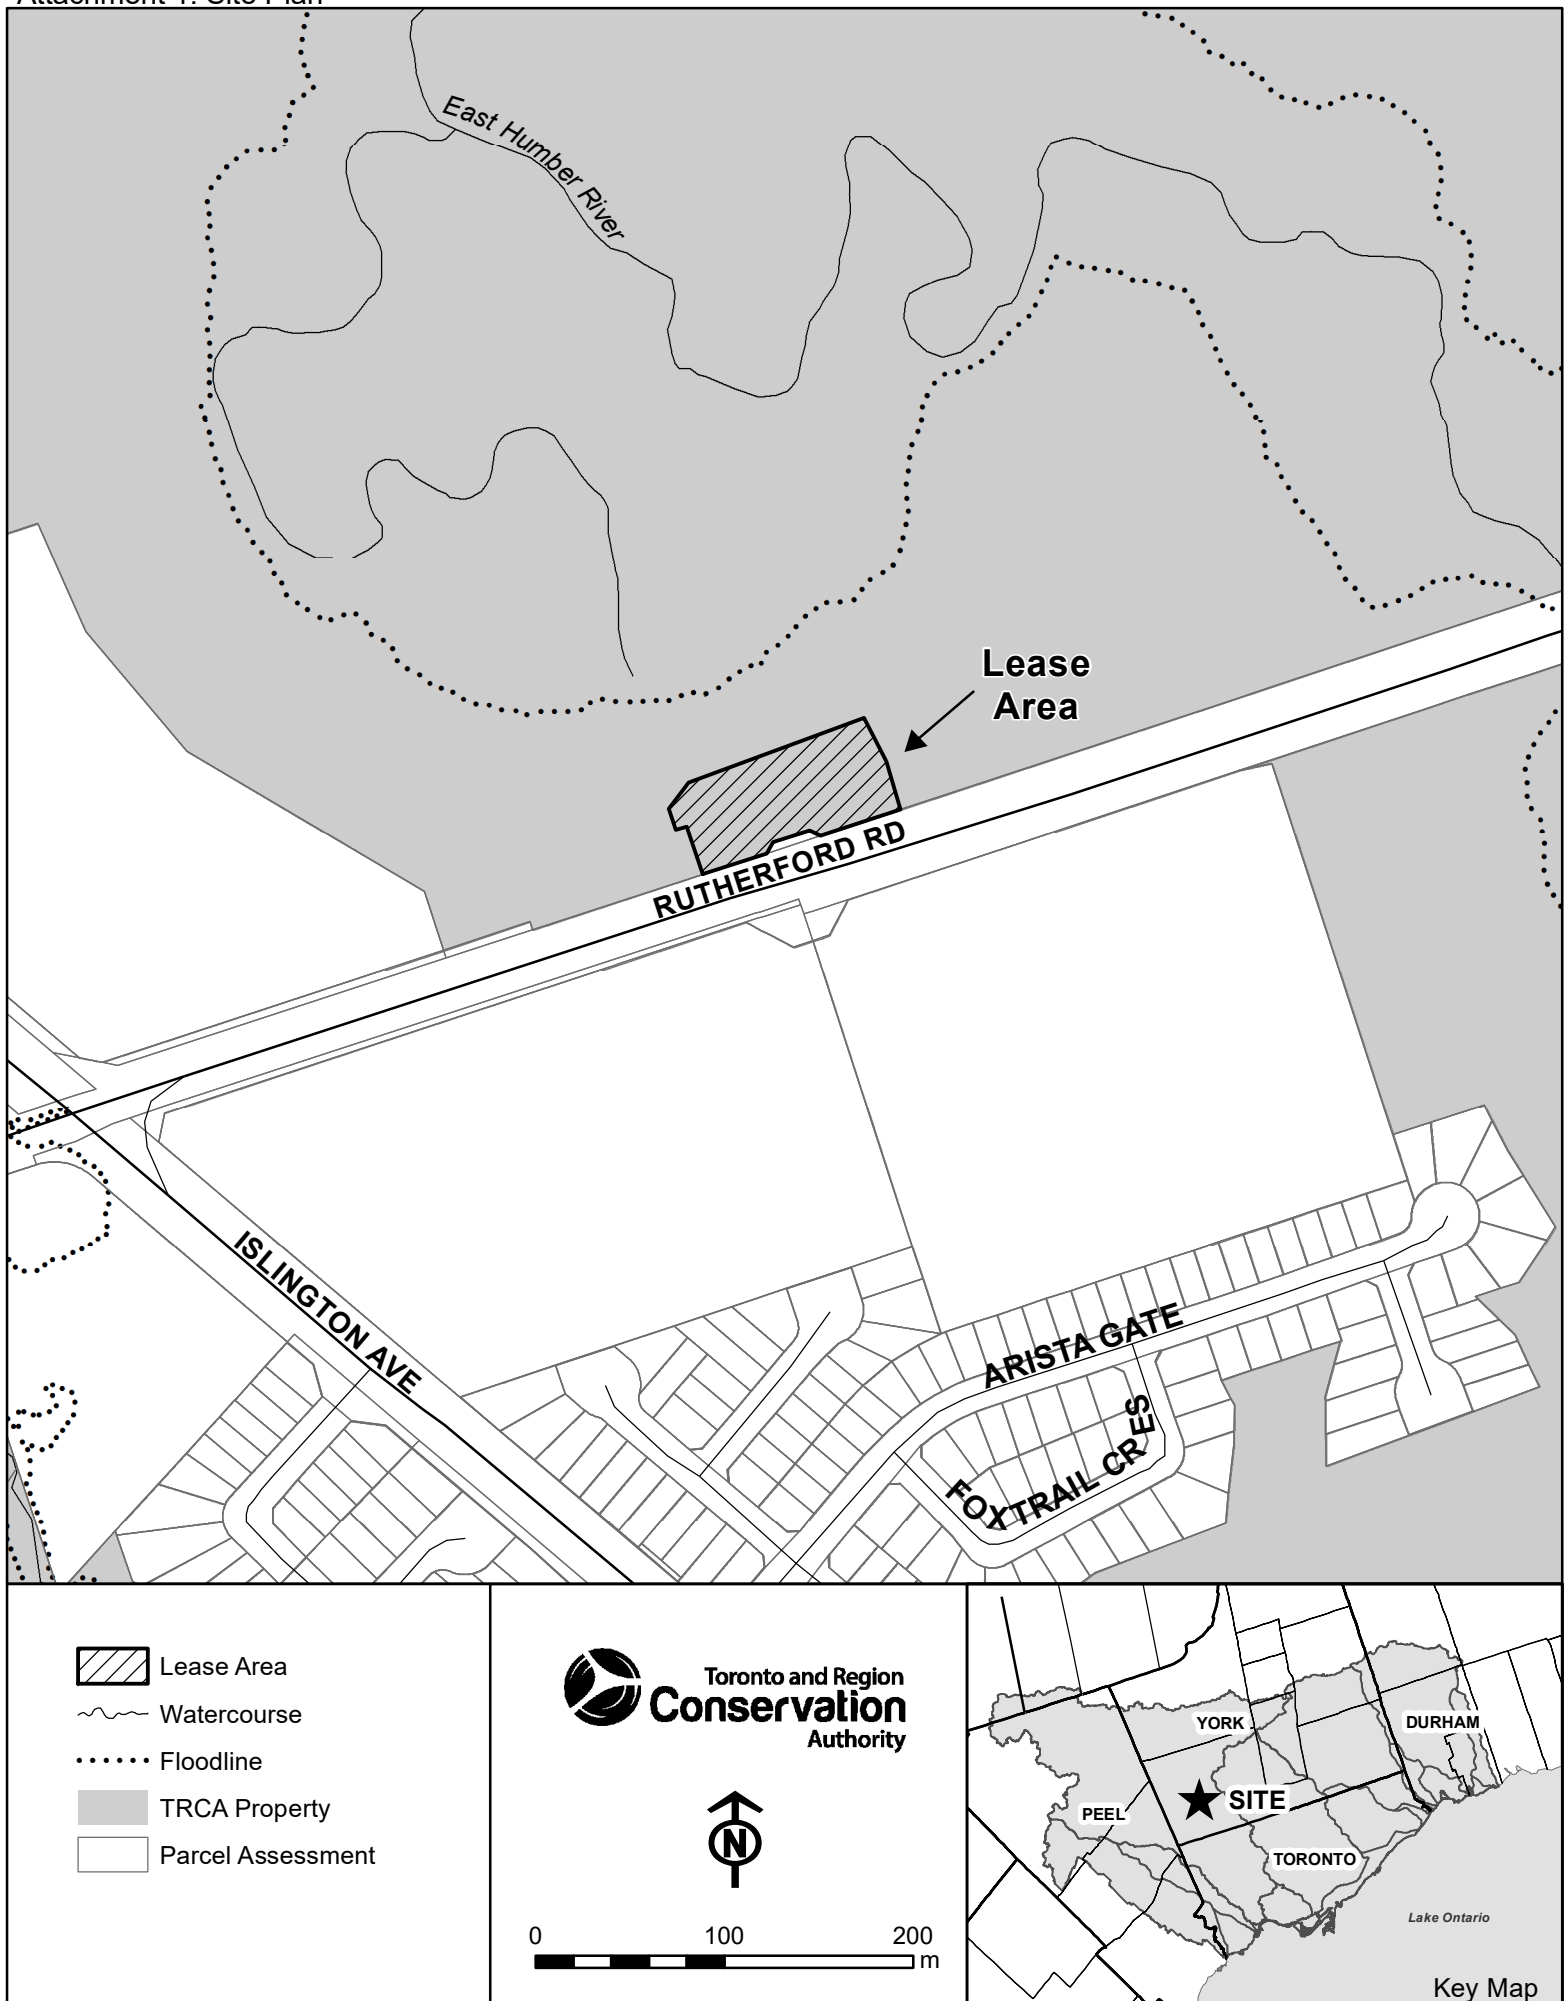 Attachment 1: Site Plan
East Humber River
Lease
Area
RUTHERFORD RD
ISLINGTON AVE
ARISTA GATE
FOXTRAIL CRES
Lease Area
Watercourse
Floodline
TRCA Property
Parcel Assessment
Toronto and Region
Conservation
Authority
N
0 100 200
m
YORK
DURHAM
PEEL
SITE
TORONTO
Lake Ontario
Key Map